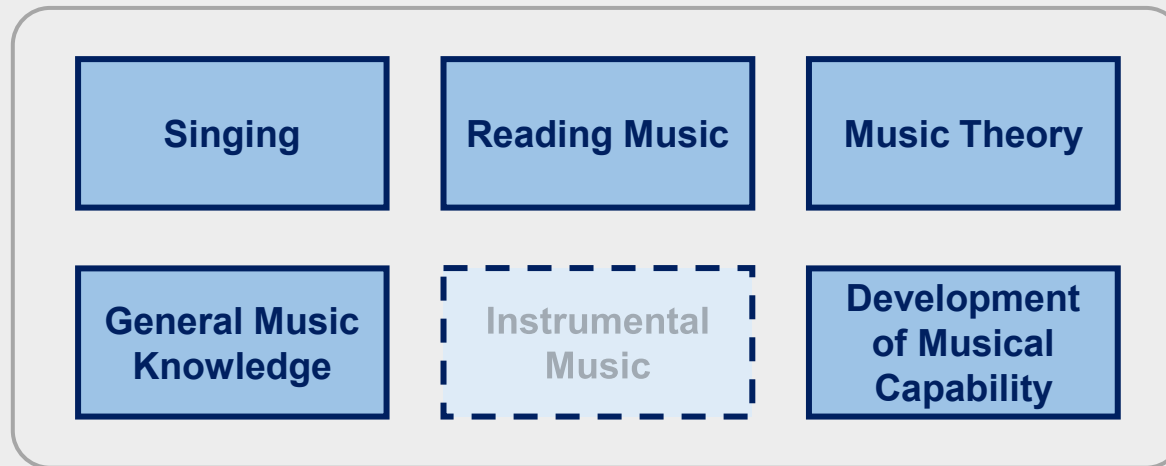 Singing
Reading Music
Music Theory
General Music
Knowledge
Instrumental
Music
Development
of Musical
Capability